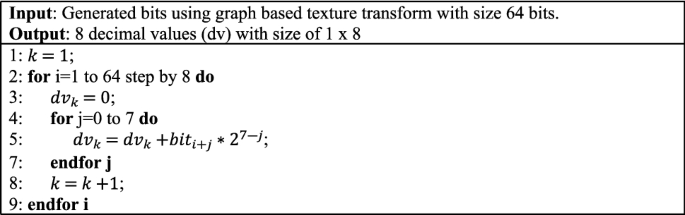 Input: Generated bits using graph based texture transform with size 64 bits.
Output: 8 decimal values (dv) with size of 1 x 8
1: k = 1;
2: for i=1 to 64 step by 8 do
3: dv_k = 0;
4: for j=0 to 7 do
5: dv_k = dv_k +bit_{i+j} * 2^{7−j};
7: endfor j
8: k = k +1;
9: endfor i